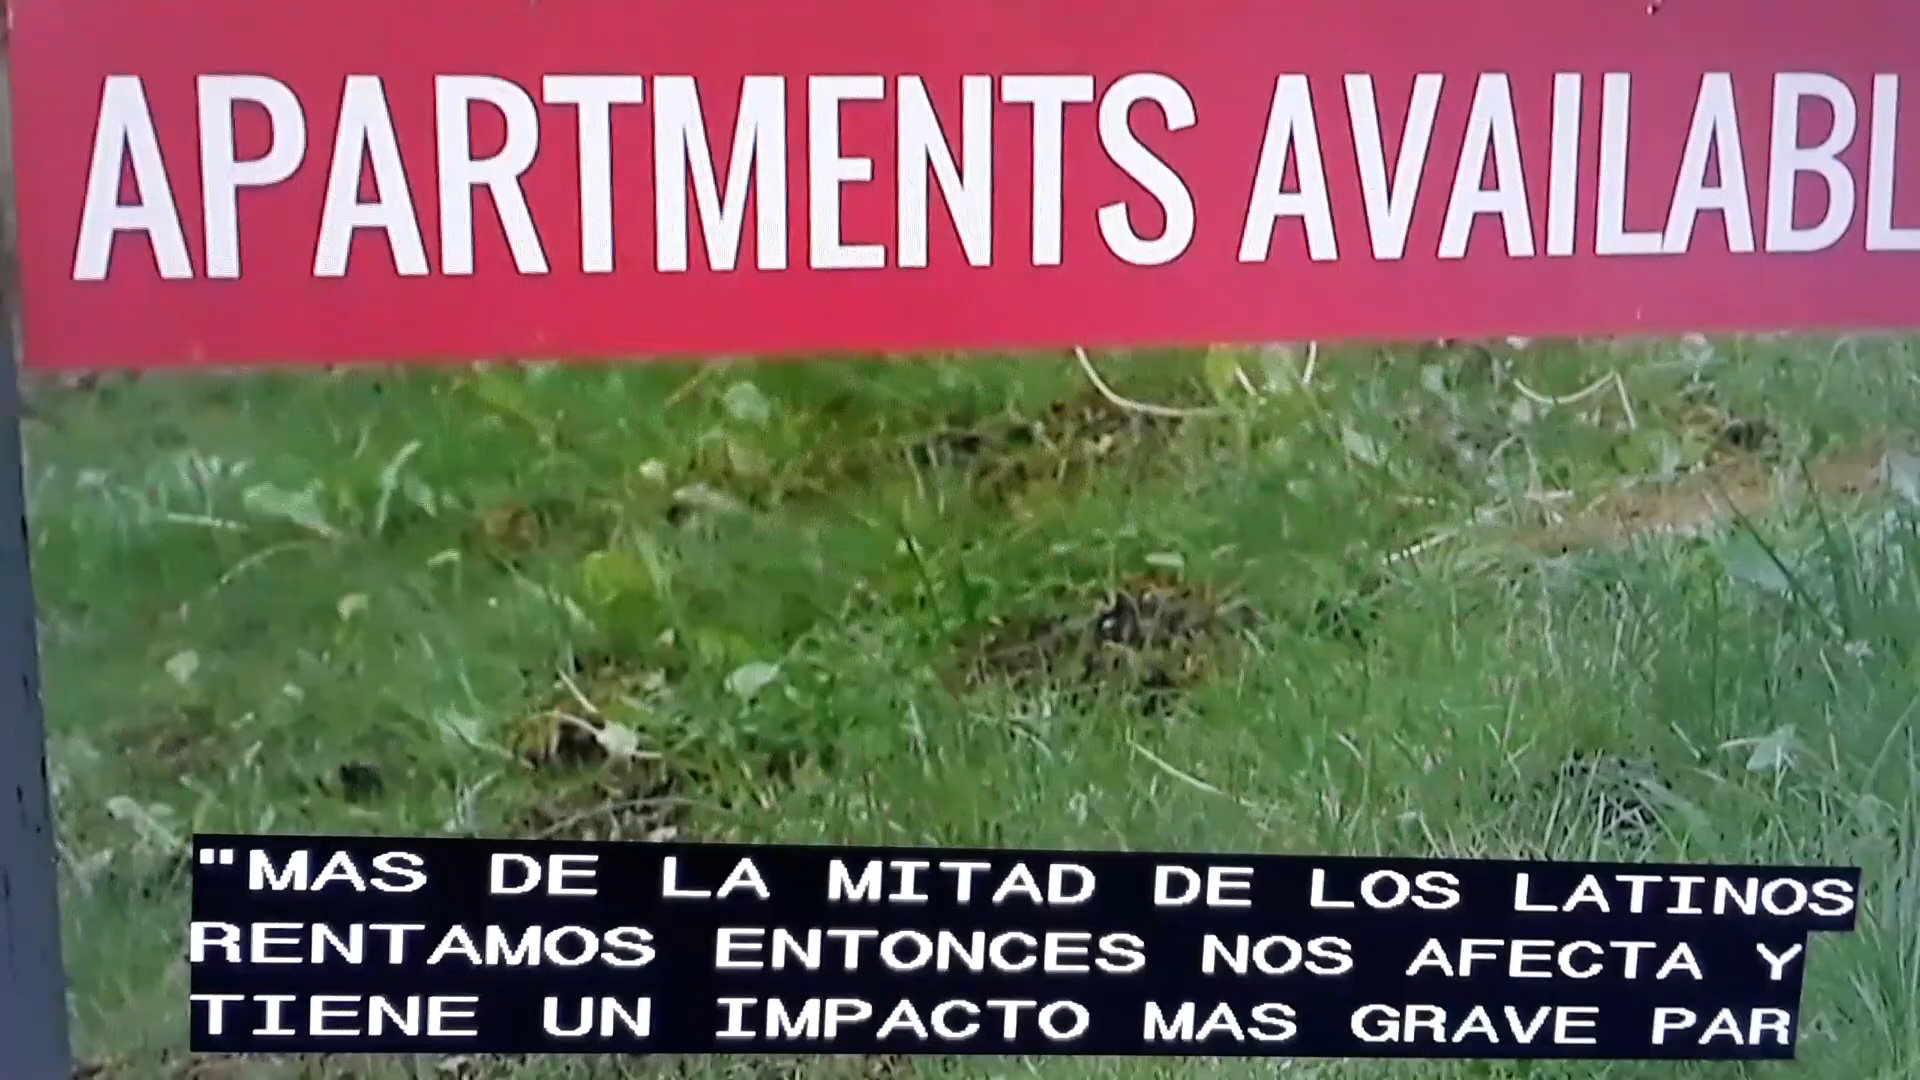 APARTMENTS AVAILABL
"MAS DE LA MITAD DE LOS LATINOS
RENTAMOS ENTONCES NOS AFECTA Y
TIENE UN IMPACTO MAS GRAVE PAR